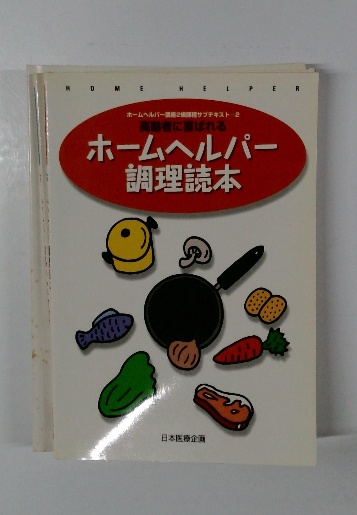 HOME HELPER
ホームヘルパー養成2級課程サブテキスト-2
高齢者に喜ばれる
ホームヘルパー
調理読本
日本医療企画